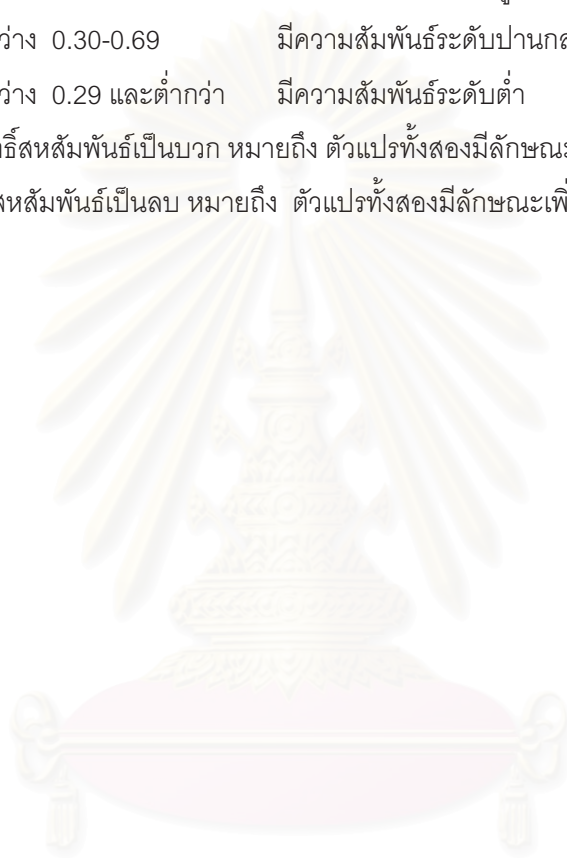 ว่าง 0.30-0.69 มีความสัมพันธ์ระดับปานกล
ว่าง 0.29 และต่ำกว่า มีความสัมพันธ์ระดับต่ำ
ธิ์สหสัมพันธ์เป็นบวก หมายถึง ตัวแปรทั้งสองมีลักษณะ
สหสัมพันธ์เป็นลบ หมายถึง ตัวแปรทั้งสองมีลักษณะเพิ่